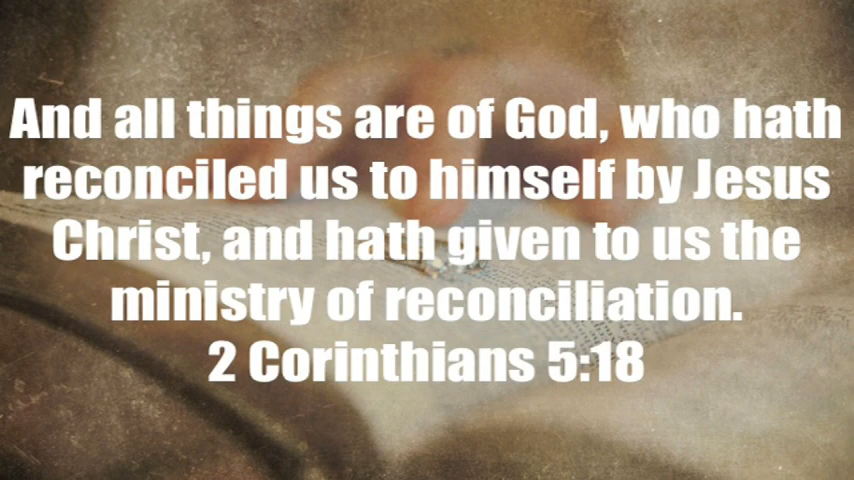 And all things are of God, who hath
reconciled us to himself by Jesus
Christ, and hath given to us the
ministry of reconciliation.
2 Corinthians 5:18